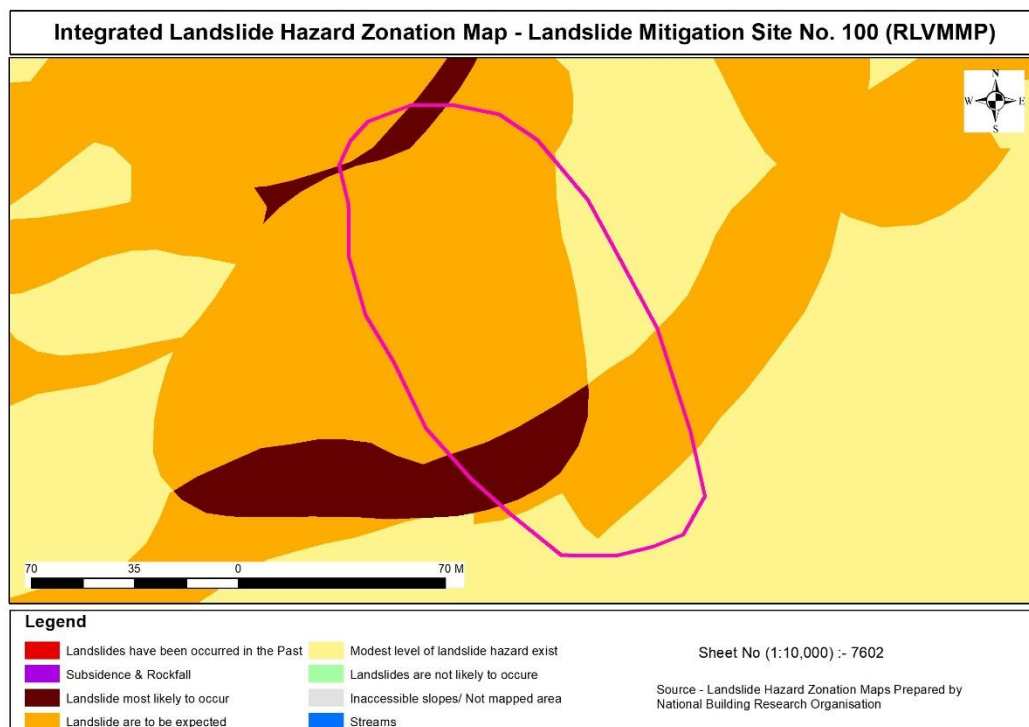 Integrated Landslide Hazard Zonation Map - Landslide Mitigation Site No. 100 (RLVMMP)
N
W E
S
70 35 0 70 M
Legend
Landslides have been occurred in the Past
Subsidence & Rockfall
Landslide most likely to occur
Landslide are to be expected
Modest level of landslide hazard exist
Landslides are not likely to occure
Inaccessible slopes/ Not mapped area
Streams
Sheet No (1:10,000) :- 7602
Source - Landslide Hazard Zonation Maps Prepared by
National Building Research Organisation